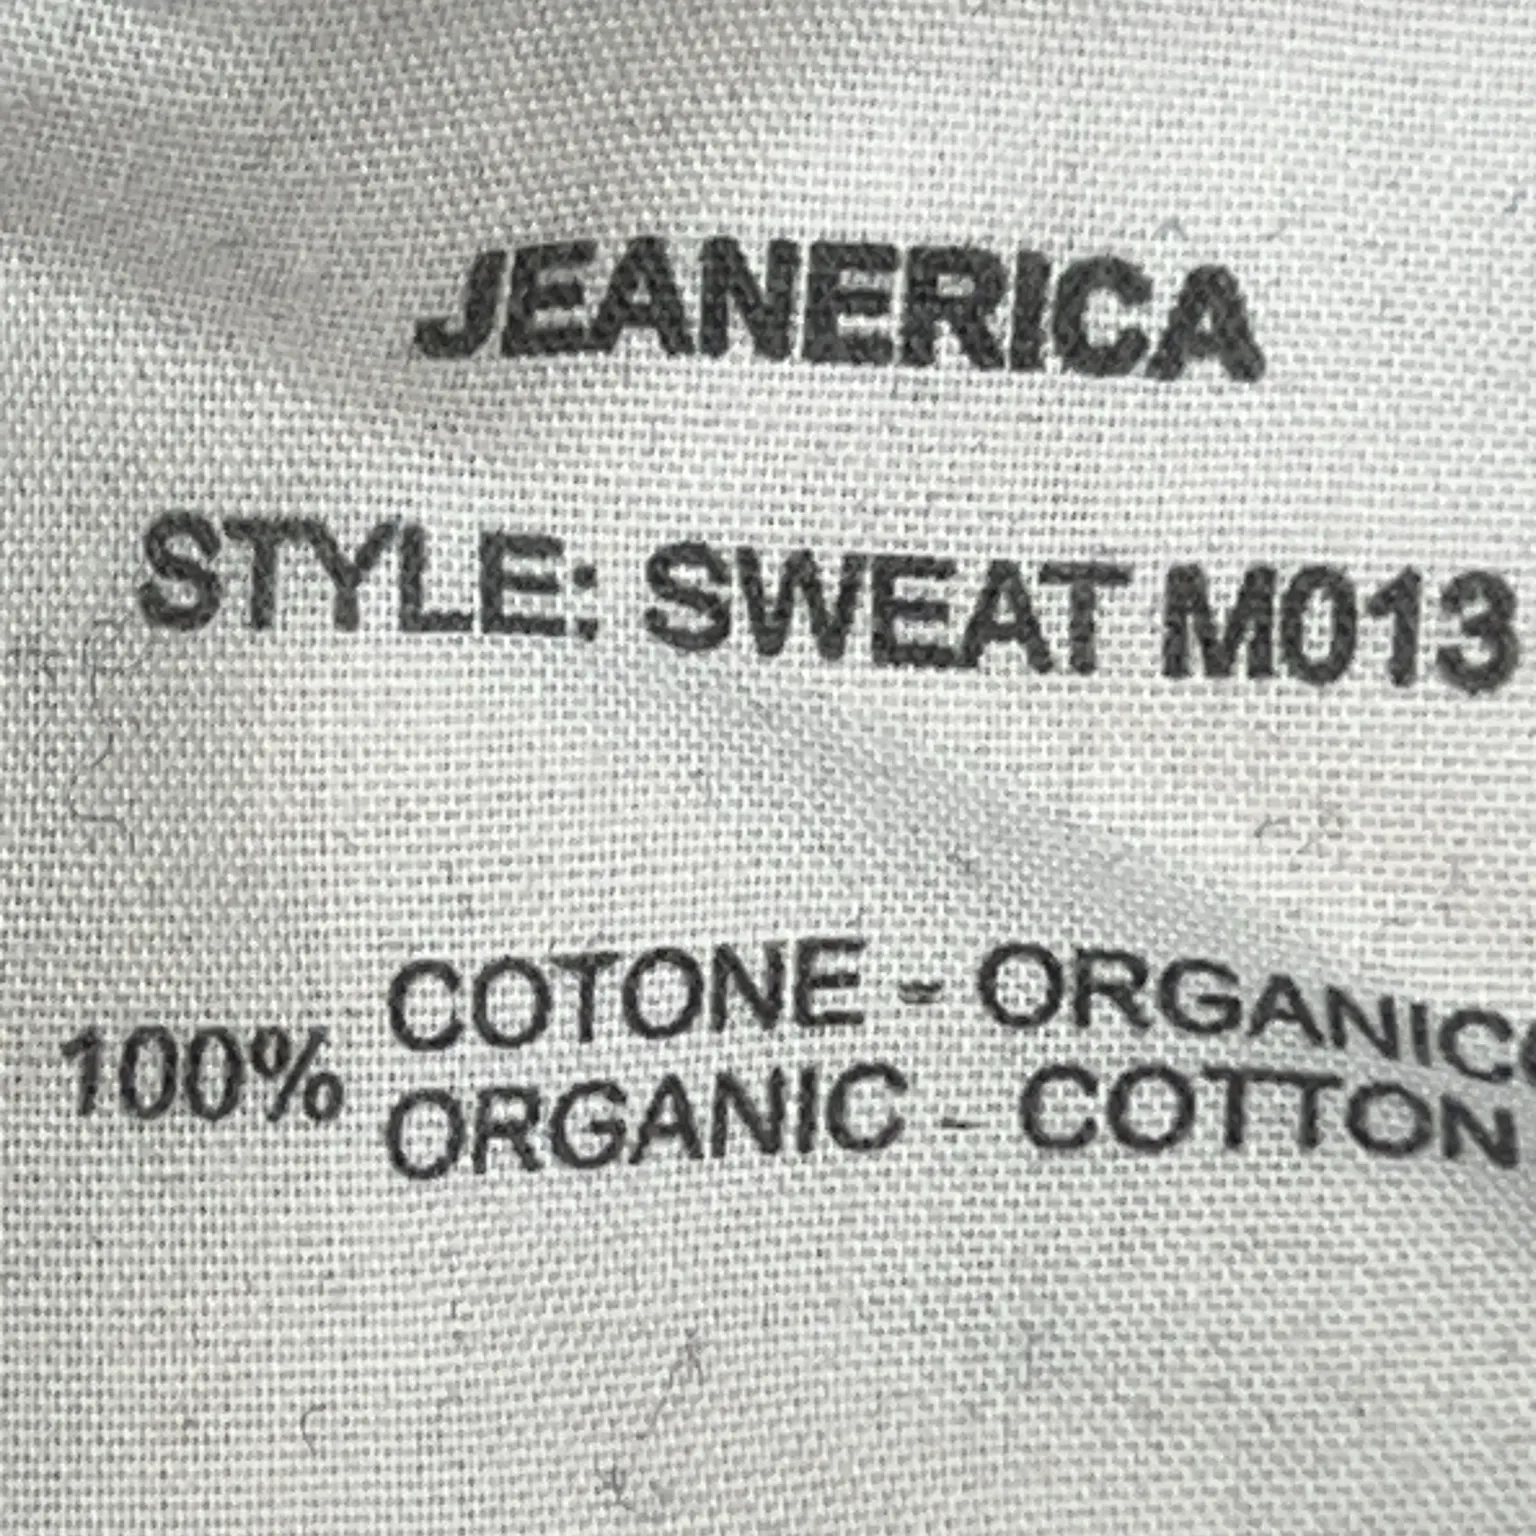 JEANERICA
STYLE: SWEAT M013
100%
COTONE - ORGANICO
ORGANIC - COTTON